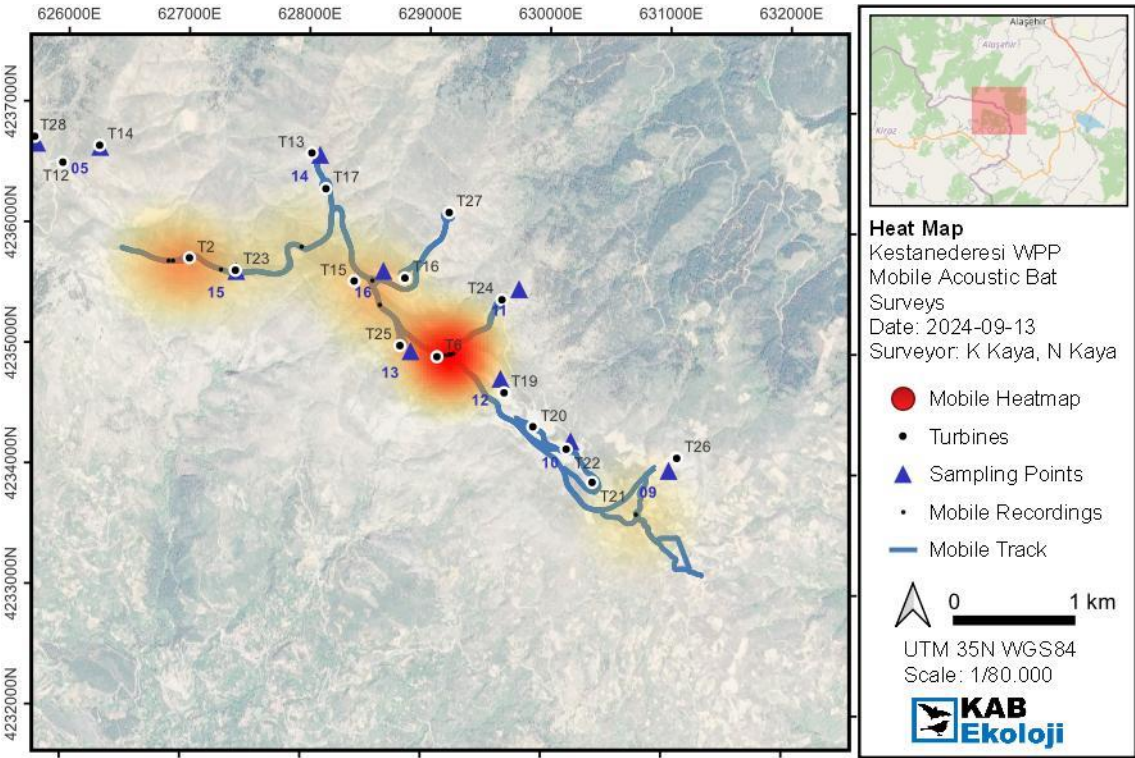 626000E 627000E 628000E 629000E 630000E 631000E 632000E
4237000N
4236000N
4235000N
4234000N
4233000N
4232000N
T28
T14
T12
05
T13
14
T17
T27
T2
T23
15
T15
16
T16
T24
11
T25
13
T6
T19
12
T20
10
T22
T21
T26
09
Alaşehir
Alaşehir
Kiraz
Heat Map
Kestanederesi WPP
Mobile Acoustic Bat
Surveys
Date: 2024-09-13
Surveyor: K Kaya, N Kaya
Mobile Heatmap
Turbines
Sampling Points
Mobile Recordings
Mobile Track
0 1 km
UTM 35N WGS84
Scale: 1/80.000
KAB
Ekoloji